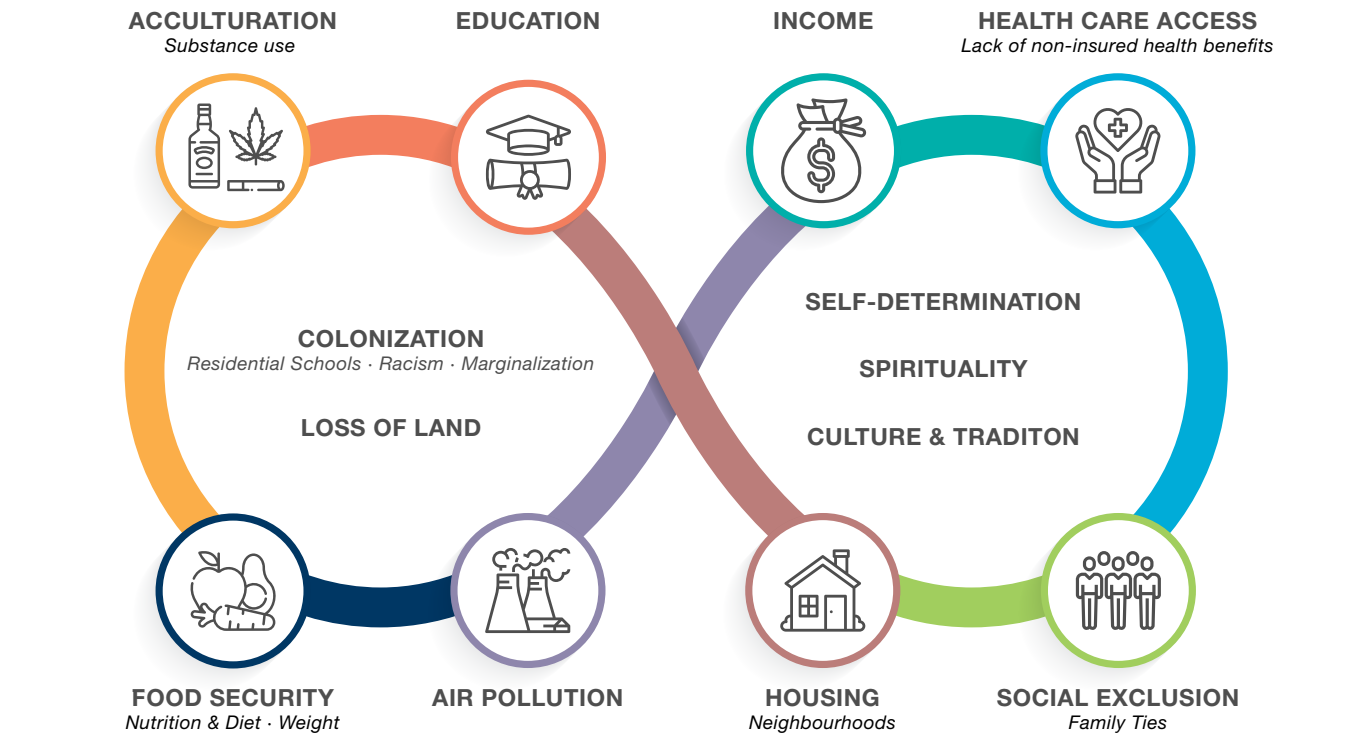 ACCULTURATION
Substance use
EDUCATION
INCOME
HEALTH CARE ACCESS
Lack of non-insured health benefits
$
COLONIZATION
Residential Schools · Racism · Marginalization
LOSS OF LAND
SELF-DETERMINATION
SPIRITUALITY
CULTURE & TRADITON
FOOD SECURITY
Nutrition & Diet · Weight
AIR POLLUTION
HOUSING
Neighbourhoods
SOCIAL EXCLUSION
Family Ties